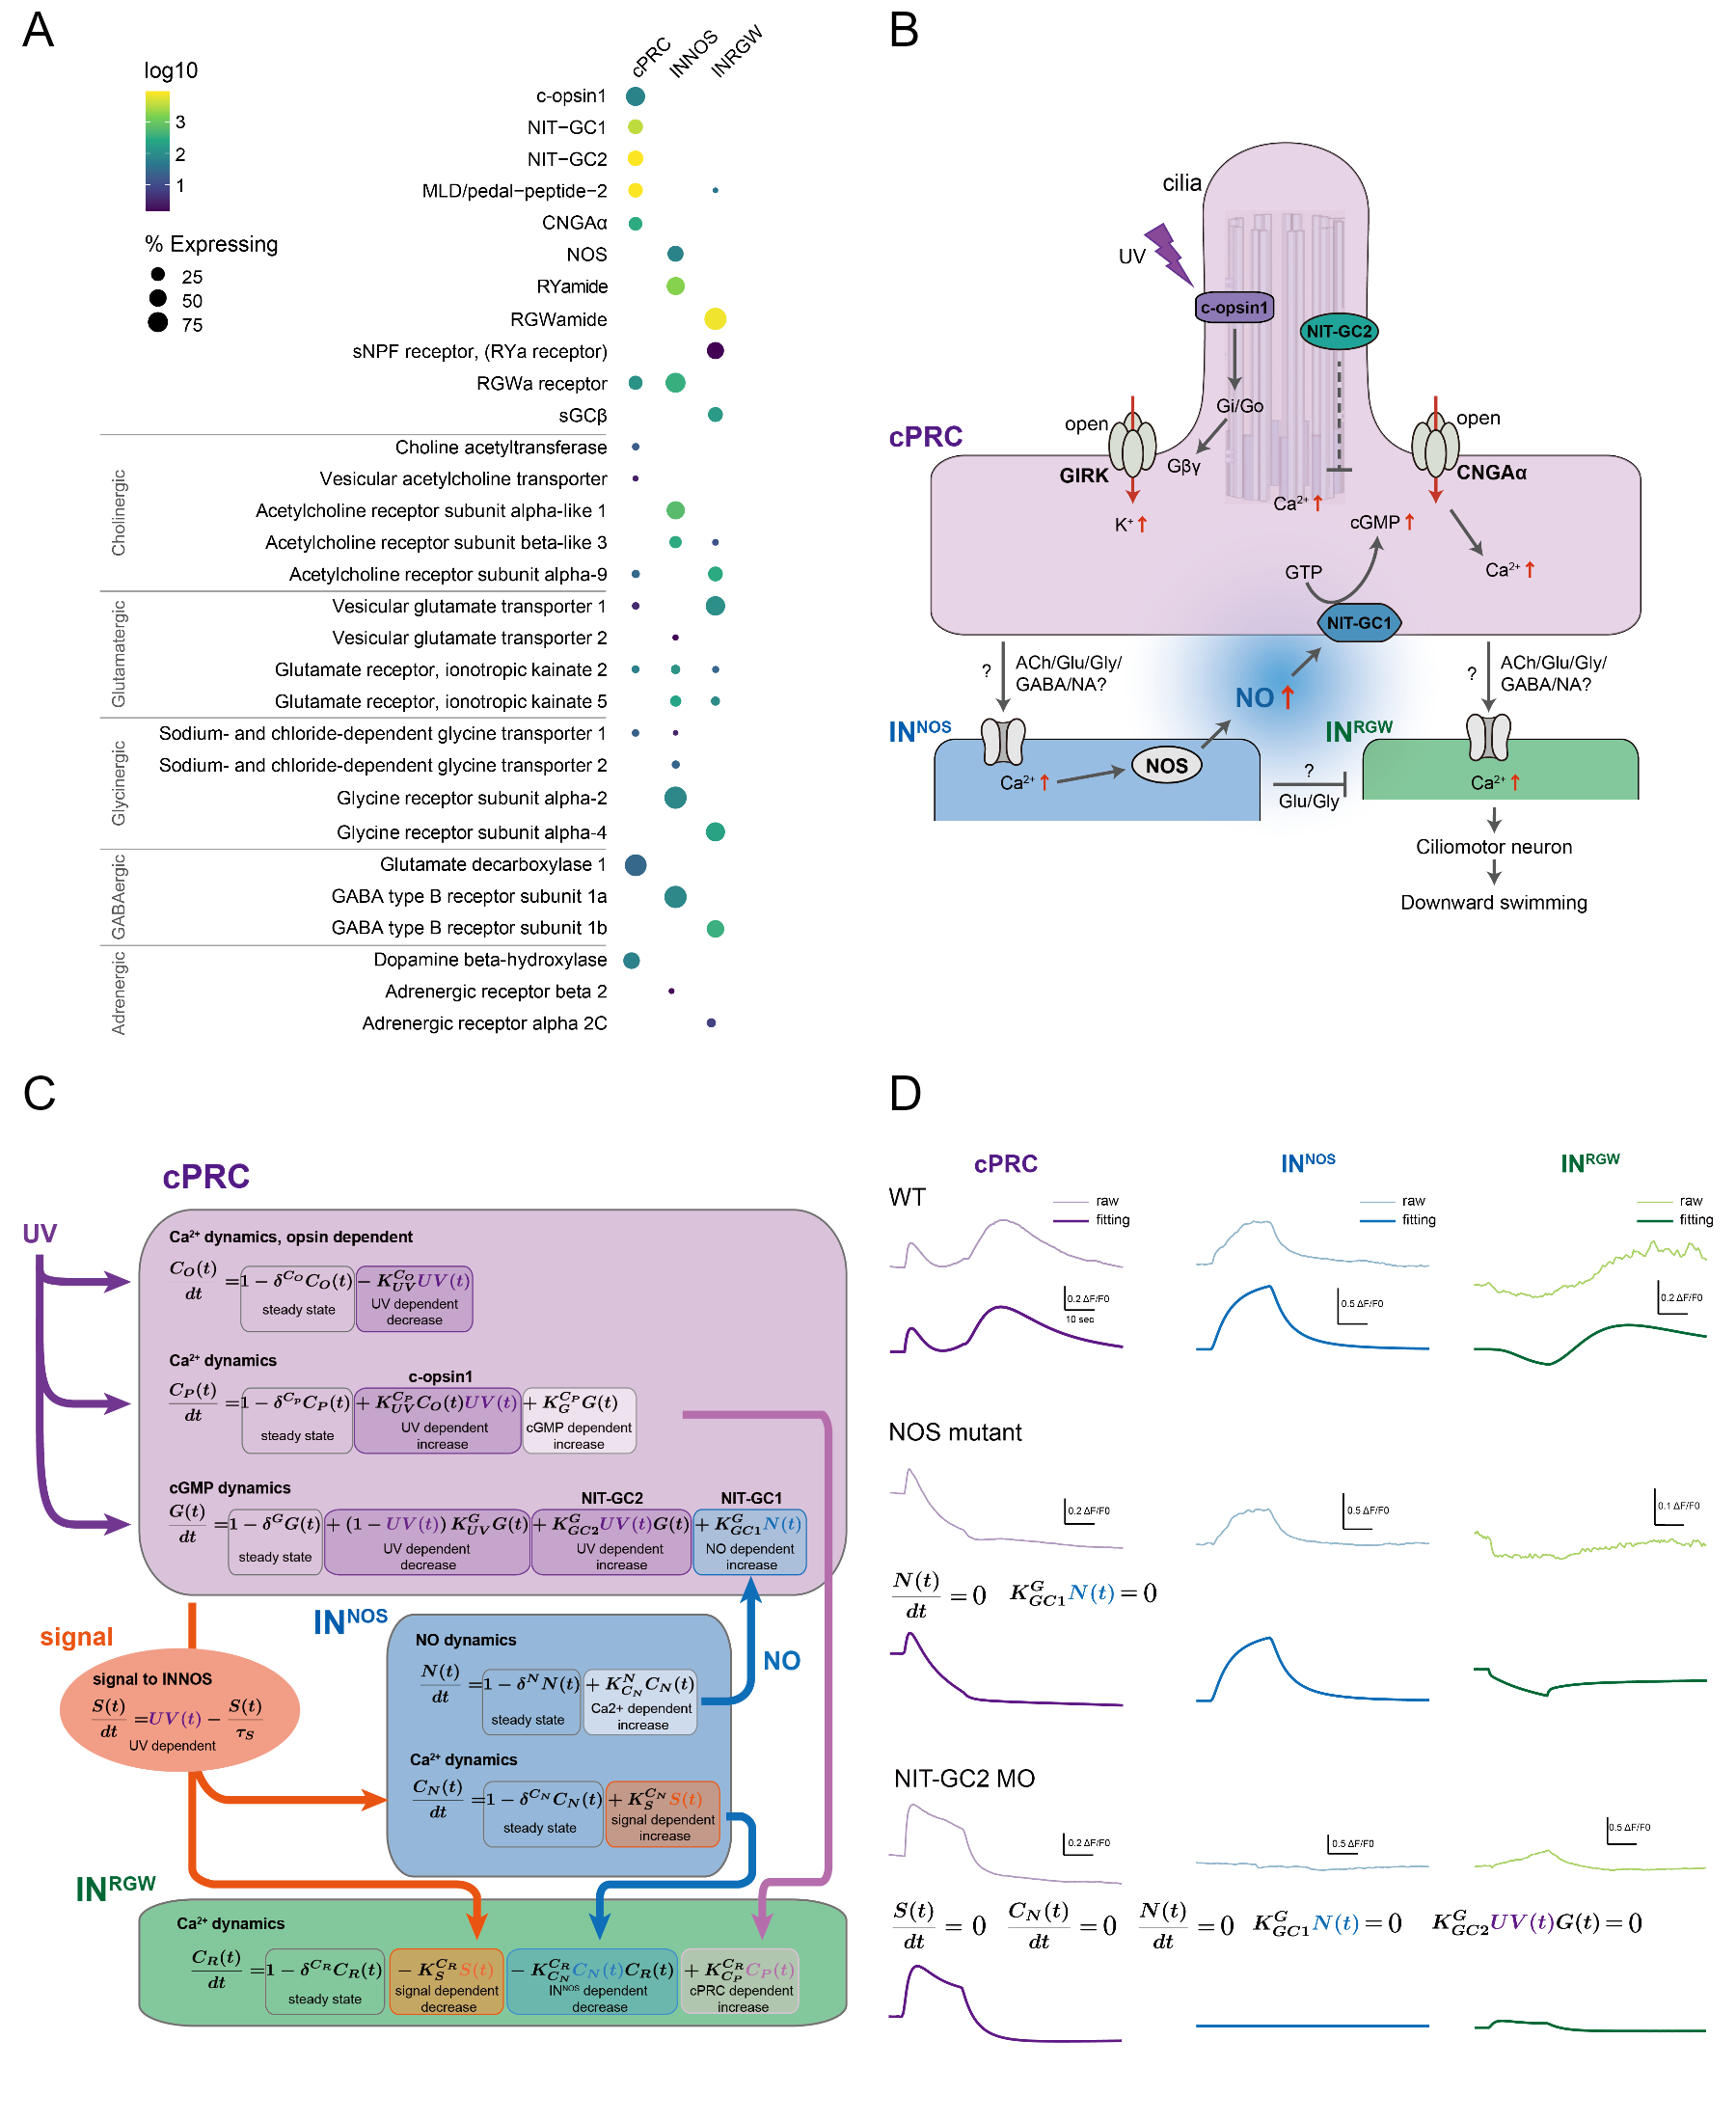 A
log10
3
2
1
% Expressing
25
50
75
cPRC
INNOS
INRGW
c-opsin1
NIT−GC1
NIT−GC2
MLD/pedal−peptide−2
CNGAα
NOS
RYamide
RGWamide
sNPF receptor, (RYa receptor)
RGWa receptor
sGCβ
Cholinergic
Choline acetyltransferase
Vesicular acetylcholine transporter
Acetylcholine receptor subunit alpha-like 1
Acetylcholine receptor subunit beta-like 3
Acetylcholine receptor subunit alpha-9
Glutamatergic
Vesicular glutamate transporter 1
Vesicular glutamate transporter 2
Glutamate receptor, ionotropic kainate 2
Glutamate receptor, ionotropic kainate 5
Glycinergic
Sodium- and chloride-dependent glycine transporter 1
Sodium- and chloride-dependent glycine transporter 2
Glycine receptor subunit alpha-2
Glycine receptor subunit alpha-4
GABAergic
Glutamate decarboxylase 1
GABA type B receptor subunit 1a
GABA type B receptor subunit 1b
Adrenergic
Dopamine beta-hydroxylase
Adrenergic receptor beta 2
Adrenergic receptor alpha 2C
B
cilia
UV
c-opsin1
NIT-GC2
Gi/Go
Gβγ
open
open
cPRC
GIRK
CNGAα
K⁺ ↑
Ca²⁺ ↑
cGMP ↑
GTP
Ca²⁺ ↑
NIT-GC1
? ACh/Glu/Gly/
GABA/NA?
? ACh/Glu/Gly/
GABA/NA?
NO ↑
IN^NOS
IN^RGW
NOS
Ca²⁺ ↑
?
Glu/Gly
Ca²⁺ ↑
Ciliomotor neuron
Downward swimming
C
cPRC
UV
Ca²⁺ dynamics, opsin dependent
C_O(t)/dt = 1 − δ^{C_O} C_O(t) − K_{UV}^{C_O} UV(t)
steady state
UV dependent
decrease
Ca²⁺ dynamics
c-opsin1
C_P(t)/dt = 1 − δ^{C_P} C_P(t) + K_{UV}^{C_P} C_O(t)UV(t) + K_G^{C_P} G(t)
steady state
UV dependent
increase
cGMP dependent
increase
cGMP dynamics
NIT-GC2
NIT-GC1
G(t)/dt = 1 − δ^G G(t) + (1 − UV(t)) K_{UV}^G G(t) + K_{GC2}^G UV(t)G(t) + K_{GC1}^G N(t)
steady state
UV dependent
decrease
UV dependent
increase
NO dependent
increase
signal
signal to INNOS
S(t)/dt = UV(t) − S(t)/τ_S
UV dependent
IN^NOS
NO dynamics
N(t)/dt = 1 − δ^N N(t) + K_{C_N}^N C_N(t)
steady state
Ca2+ dependent
increase
NO
Ca²⁺ dynamics
C_N(t)/dt = 1 − δ^{C_N} C_N(t) + K_S^{C_N} S(t)
steady state
signal dependent
increase
IN^RGW
Ca²⁺ dynamics
C_R(t)/dt = 1 − δ^{C_R} C_R(t) − K_S^{C_R} S(t) − K_{C_N}^{C_R} C_N(t)C_R(t) + K_{C_P}^{C_R} C_P(t)
steady state
signal dependent
decrease
IN^NOS dependent
decrease
cPRC dependent
increase
D
cPRC
IN^NOS
IN^RGW
WT
raw
fitting
raw
fitting
raw
fitting
0.2 ΔF/F0
10 sec
0.5 ΔF/F0
0.2 ΔF/F0
NOS mutant
0.2 ΔF/F0
0.5 ΔF/F0
0.1 ΔF/F0
N(t)/dt = 0 K_{GC1}^G N(t) = 0
NIT-GC2 MO
0.2 ΔF/F0
0.5 ΔF/F0
0.5 ΔF/F0
S(t)/dt = 0 C_N(t)/dt = 0 N(t)/dt = 0 K_{GC1}^G N(t) = 0 K_{GC2}^G UV(t)G(t) = 0